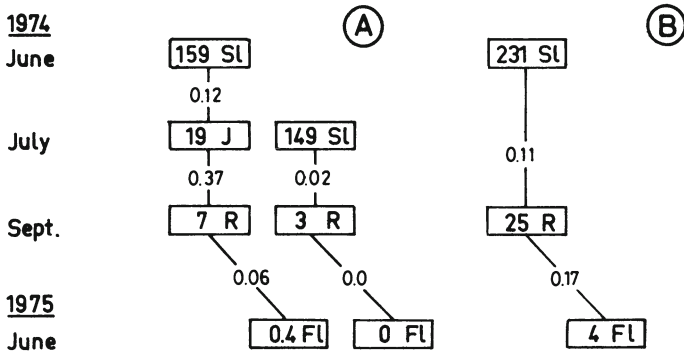 1974 A B
June 159 Sl 231 Sl
0.12
July 19 J 149 Sl
0.37 0.02 0.11
Sept. 7 R 3 R 25 R
0.06 0.0 0.17
1975
June 0.4 Fl 0 Fl 4 Fl